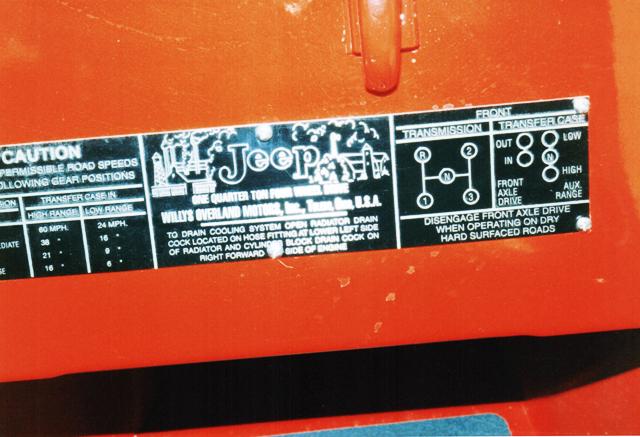 CAUTION
PERMISSIBLE ROAD SPEEDS
FOLLOWING GEAR POSITIONS
TRANSFER CASE IN
HIGH RANGE LOW RANGE
60 MPH. 24 MPH.
38 " 16 "
21 " 9 "
16 " 6 "
Jeep
ONE QUARTER TON FOUR WHEEL DRIVE
WILLYS OVERLAND MOTORS, Inc., Toledo, Ohio, U.S.A.
TO DRAIN COOLING SYSTEM OPEN RADIATOR DRAIN
COCK LOCATED ON HOSE FITTING AT LOWER LEFT SIDE
OF RADIATOR AND CYLINDER BLOCK DRAIN COCK ON
RIGHT FORWARD SIDE OF ENGINE
FRONT
TRANSMISSION TRANSFER CASE
R 2
N
1 3
OUT LOW
IN N
HIGH
FRONT AXLE DRIVE
AUX. RANGE
DISENGAGE FRONT AXLE DRIVE
WHEN OPERATING ON DRY
HARD SURFACED ROADS